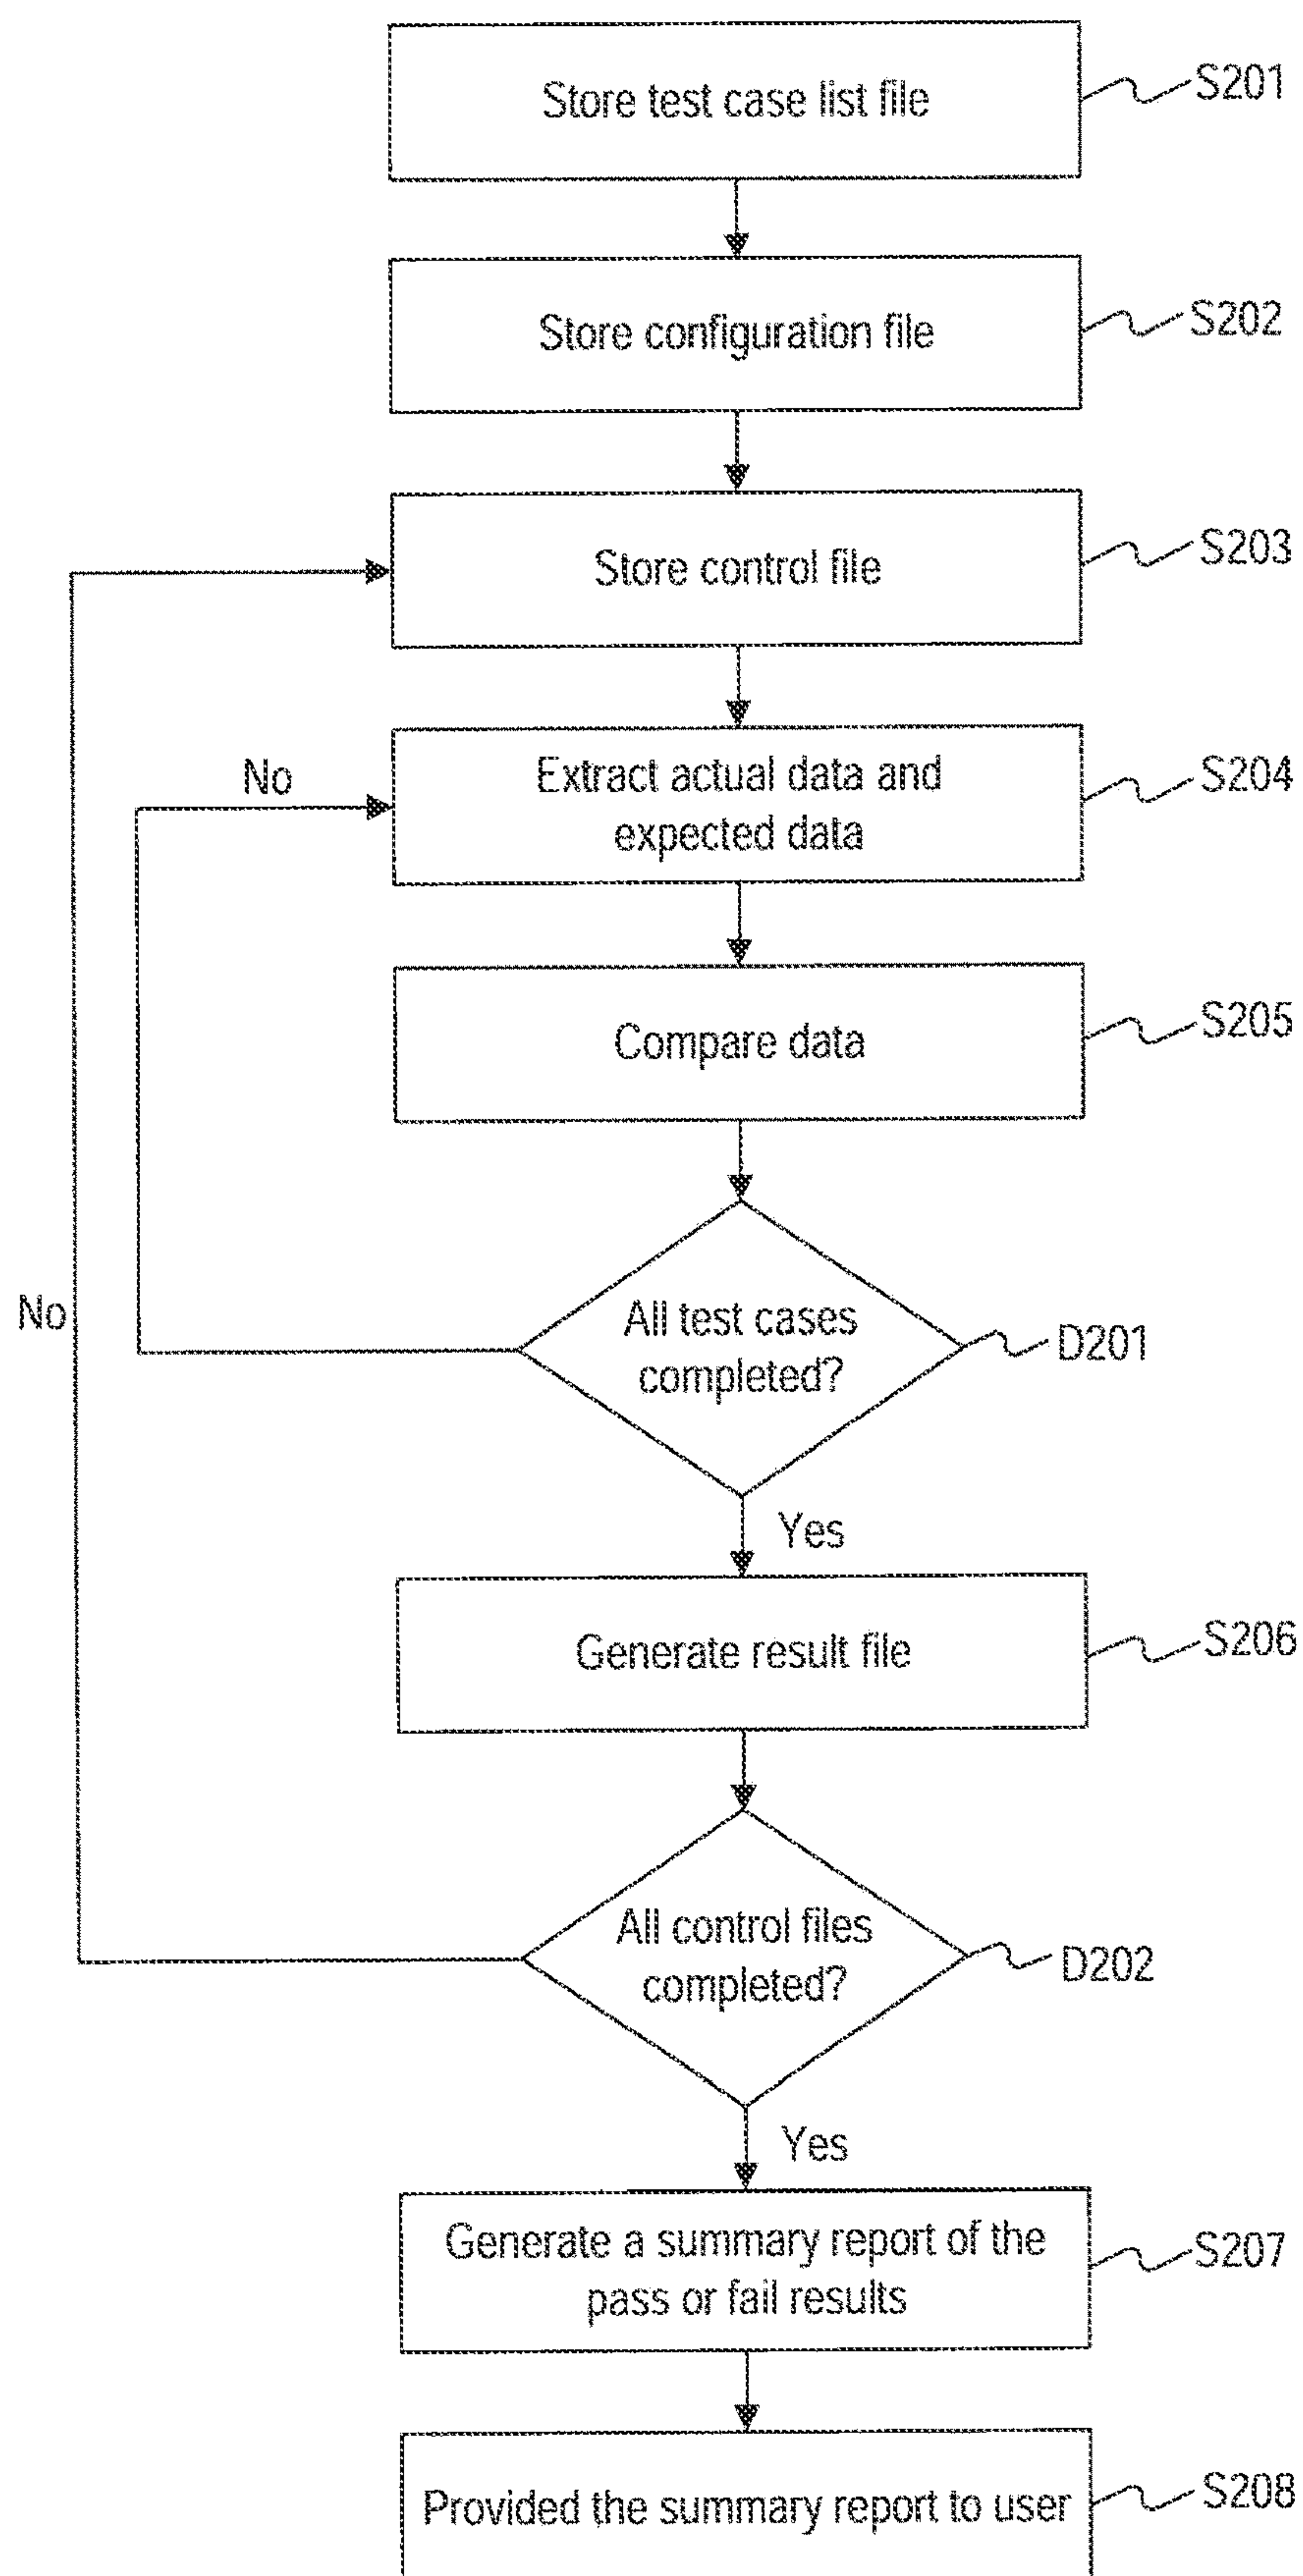 Store test case list file
S201
Store configuration file
S202
Store control file
S203
No
Extract actual data and
expected data
S204
Compare data
S205
No
All test cases
completed?
D201
Yes
Generate result file
S206
All control files
completed?
D202
Yes
Generate a summary report of the
pass or fail results
S207
Provided the summary report to user
S208